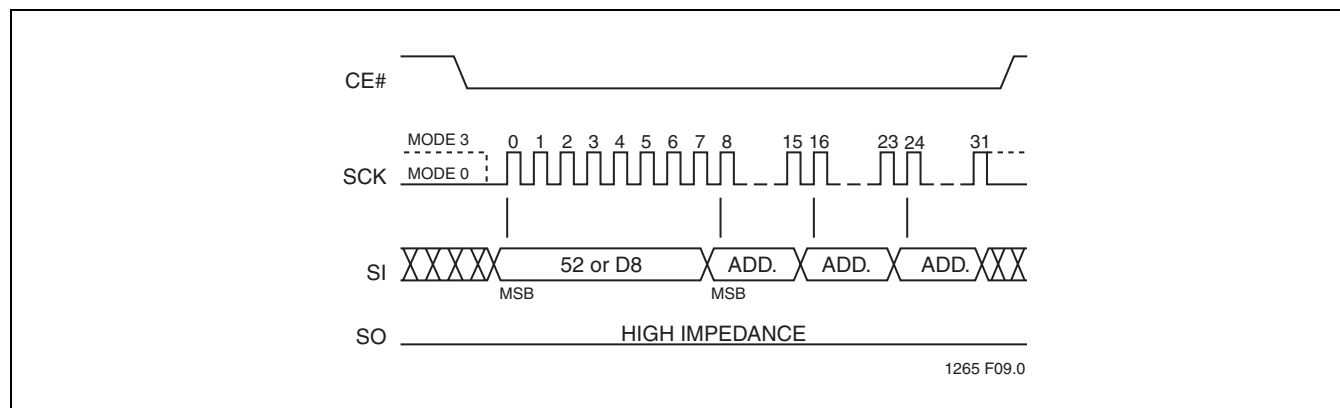 CE#
MODE 3 0 1 2 3 4 5 6 7 8 15 16 23 24 31
SCK MODE 0
SI 52 or D8 ADD. ADD. ADD.
MSB MSB
SO HIGH IMPEDANCE
1265 F09.0